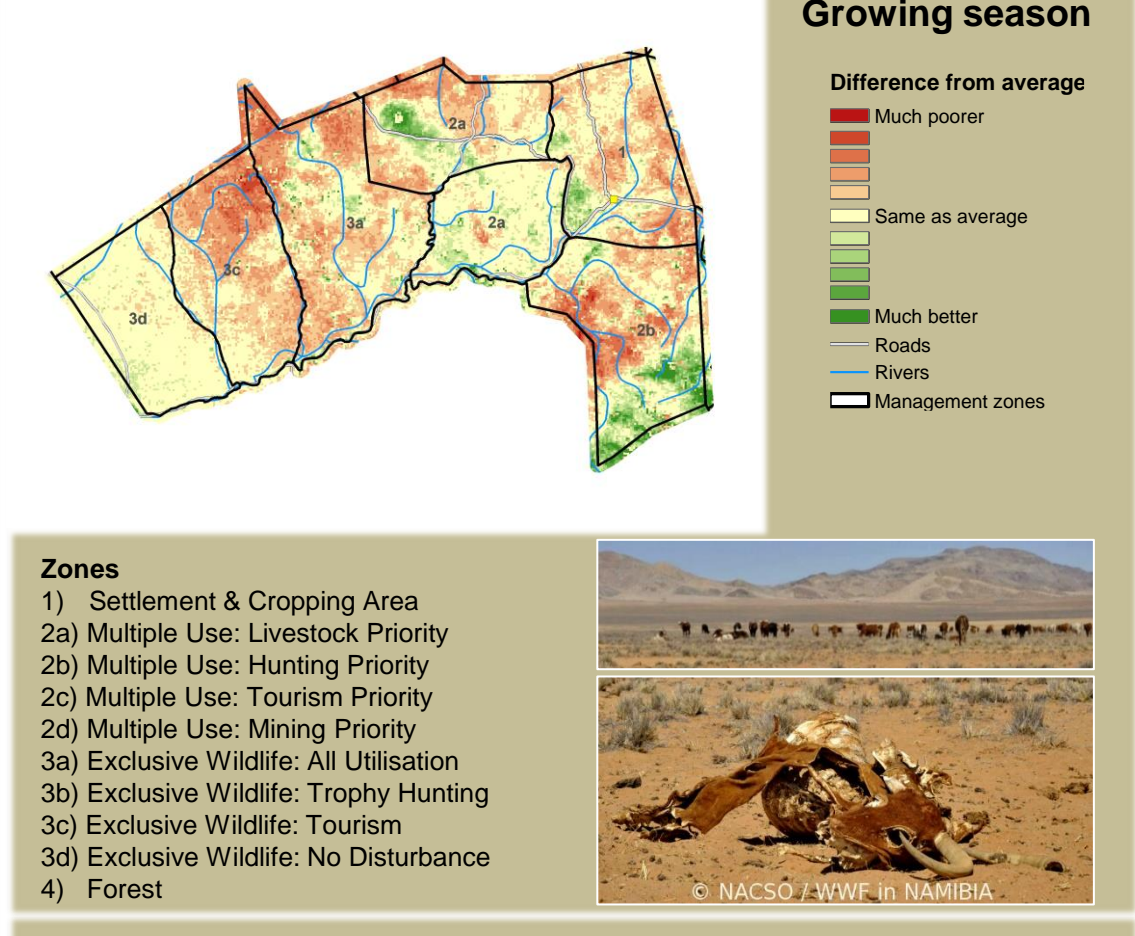 Growing season
Difference from average
Much poorer
Same as average
Much better
Roads
Rivers
Management zones
2a
1
3a
2a
3c
3d
2b
Zones
1) Settlement & Cropping Area
2a) Multiple Use: Livestock Priority
2b) Multiple Use: Hunting Priority
2c) Multiple Use: Tourism Priority
2d) Multiple Use: Mining Priority
3a) Exclusive Wildlife: All Utilisation
3b) Exclusive Wildlife: Trophy Hunting
3c) Exclusive Wildlife: Tourism
3d) Exclusive Wildlife: No Disturbance
4) Forest
© NACSO / WWF in NAMIBIA